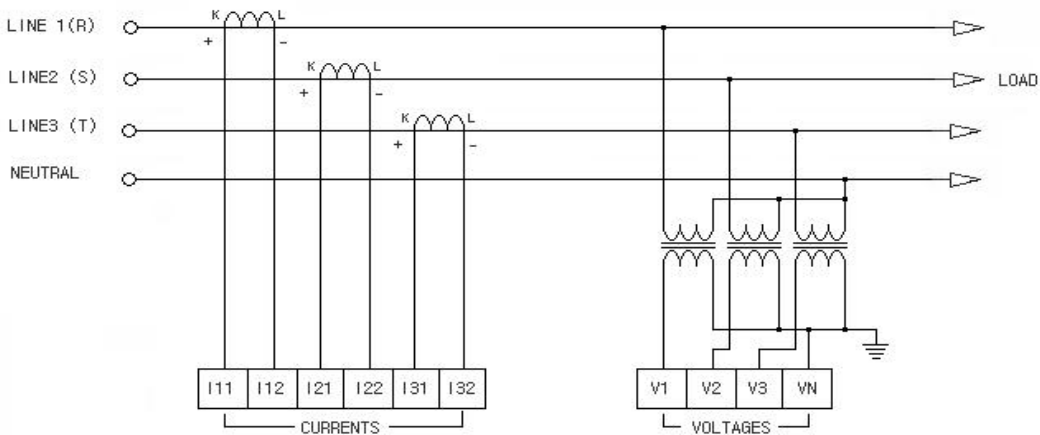 K L
LINE 1(R)
+ -
K L
LINE2 (S)
LOAD
+ -
K L
LINE3 (T)
+ -
NEUTRAL
I11 I12 I21 I22 I31 I32
V1 V2 V3 VN
CURRENTS
VOLTAGES